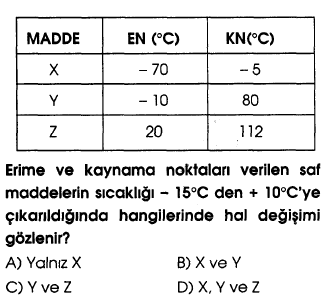 MADDE EN (°C) KN(°C)
X – 70 – 5
Y – 10 80
Z 20 112
Erime ve kaynama noktaları verilen saf
maddelerin sıcaklığı – 15°C den + 10°C'ye
çıkarıldığında hangilerinde hal değişimi
gözlenir?
A) Yalnız X B) X ve Y
C) Y ve Z D) X, Y ve Z